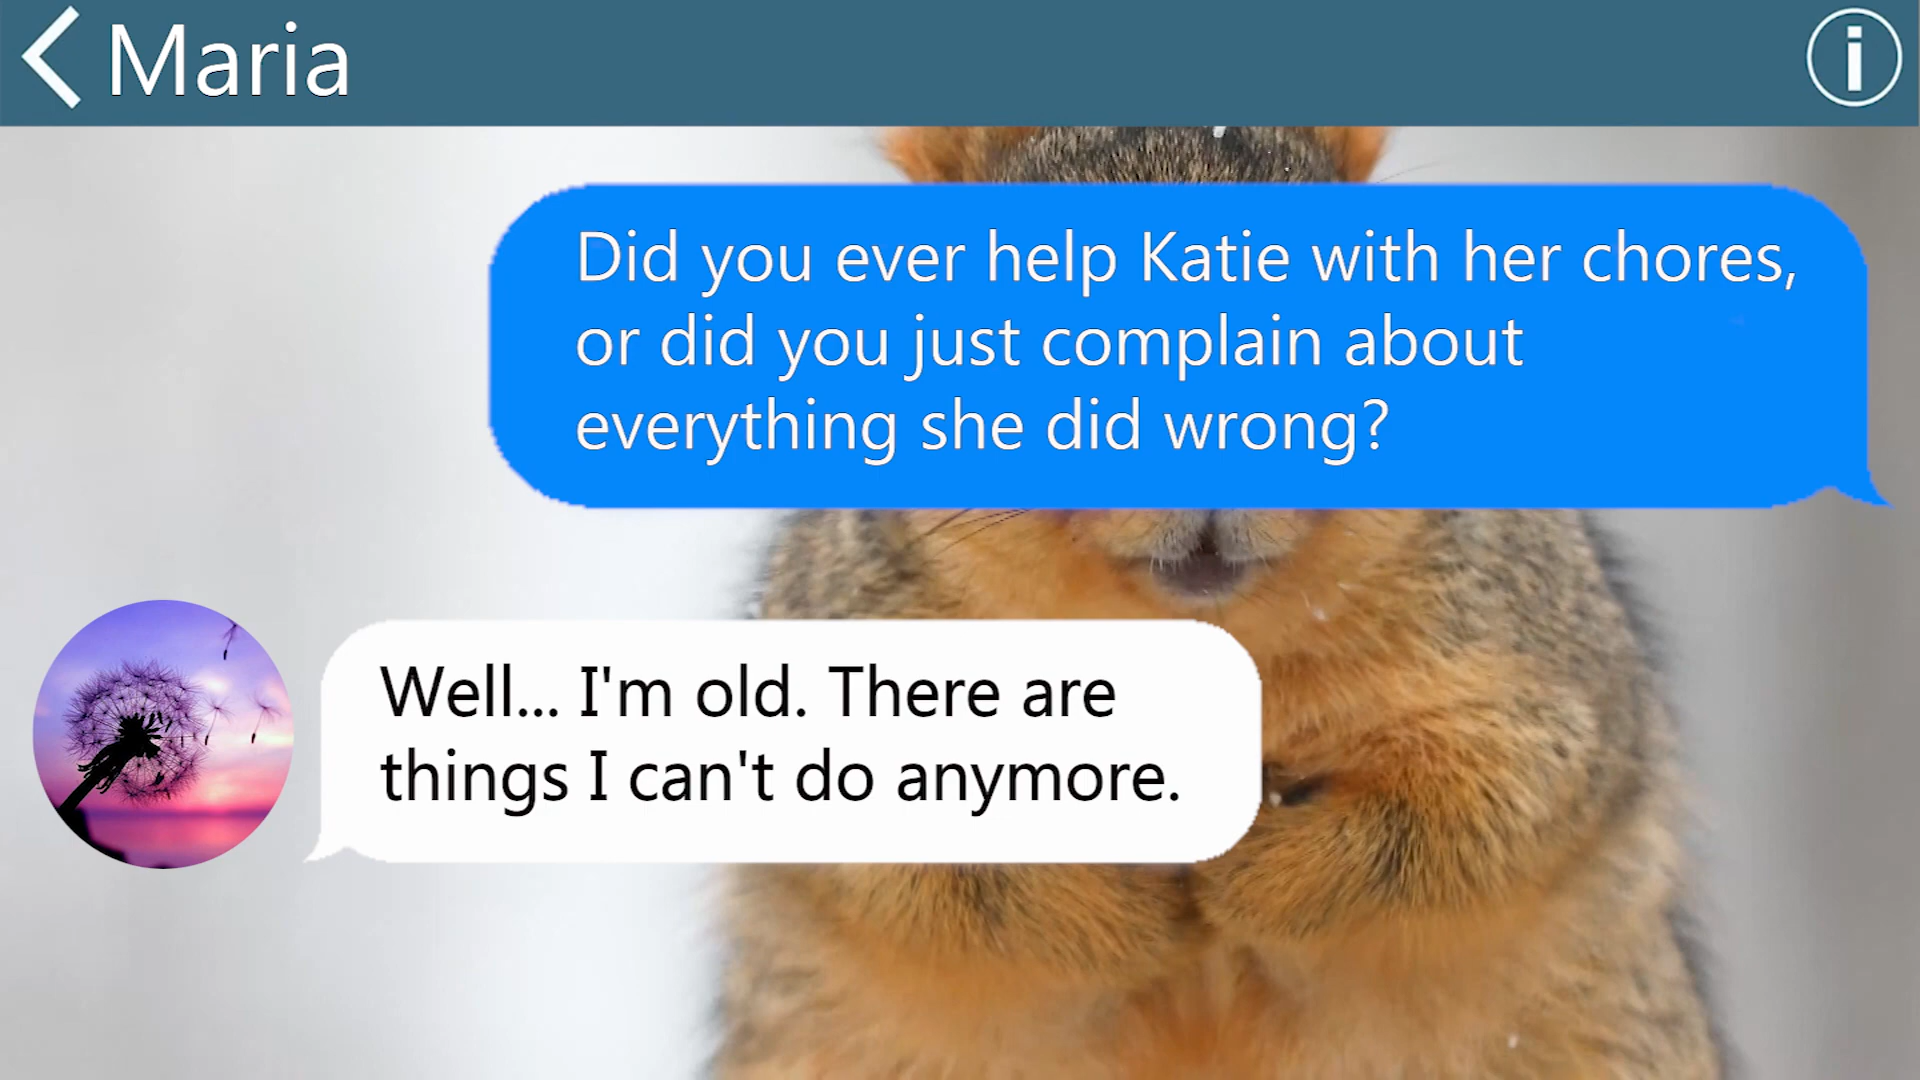 Maria
Did you ever help Katie with her chores,
or did you just complain about
everything she did wrong?
Well... I'm old. There are
things I can't do anymore.